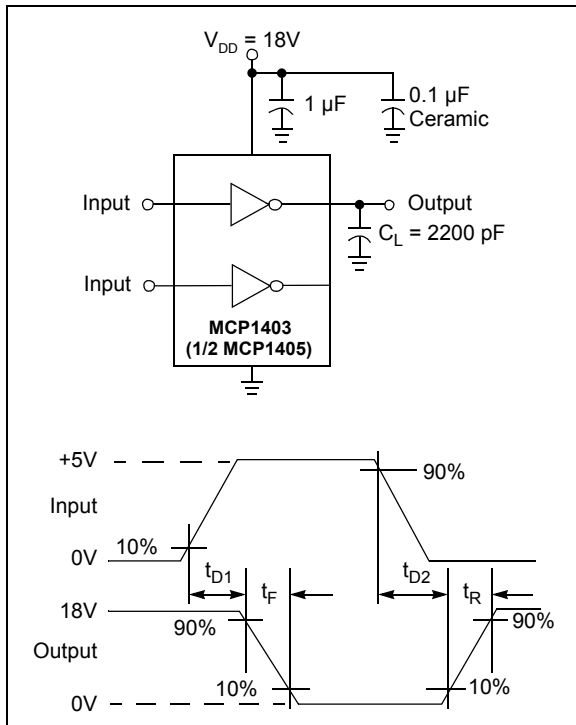 V_DD = 18V
1 µF
0.1 µF
Ceramic
Input
Output
C_L = 2200 pF
Input
MCP1403
(1/2 MCP1405)
+5V
90%
Input
10%
0V
t_D1
t_F
t_D2
t_R
18V
90%
90%
Output
10%
10%
0V